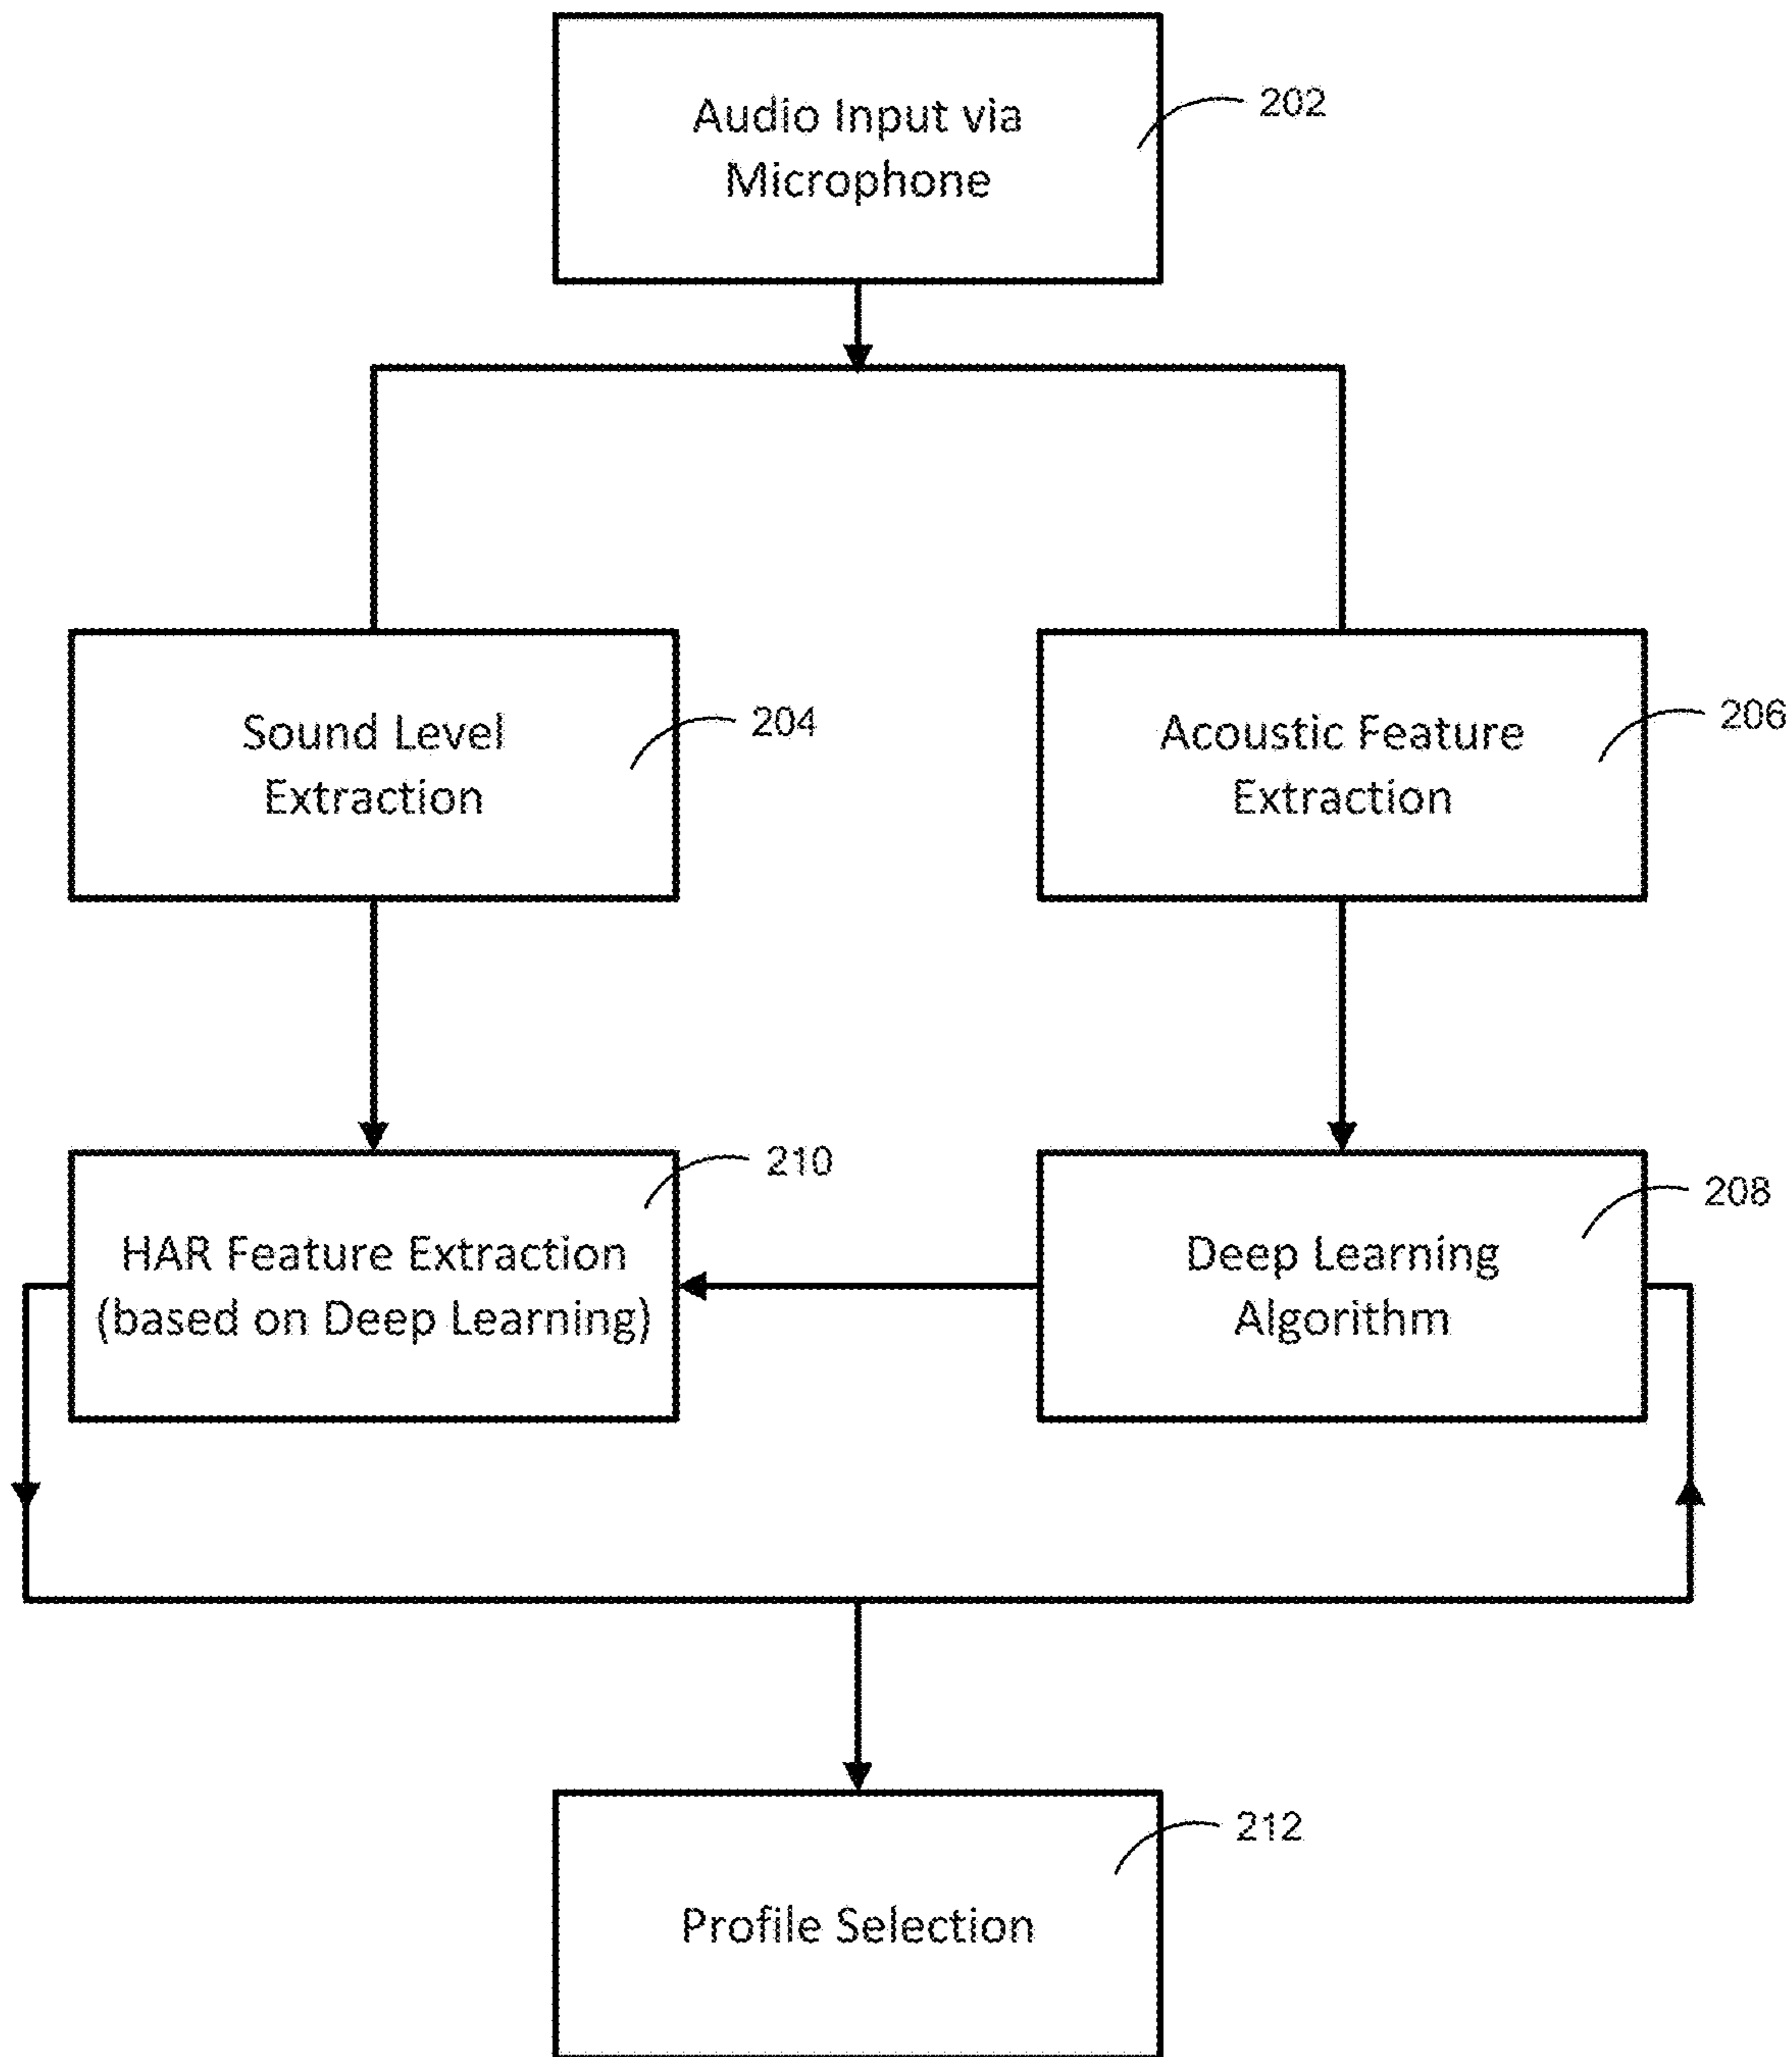 Audio Input via
Microphone
202
Sound Level
Extraction
204
Acoustic Feature
Extraction
206
HAR Feature Extraction
(based on Deep Learning)
210
Deep Learning
Algorithm
208
Profile Selection
212